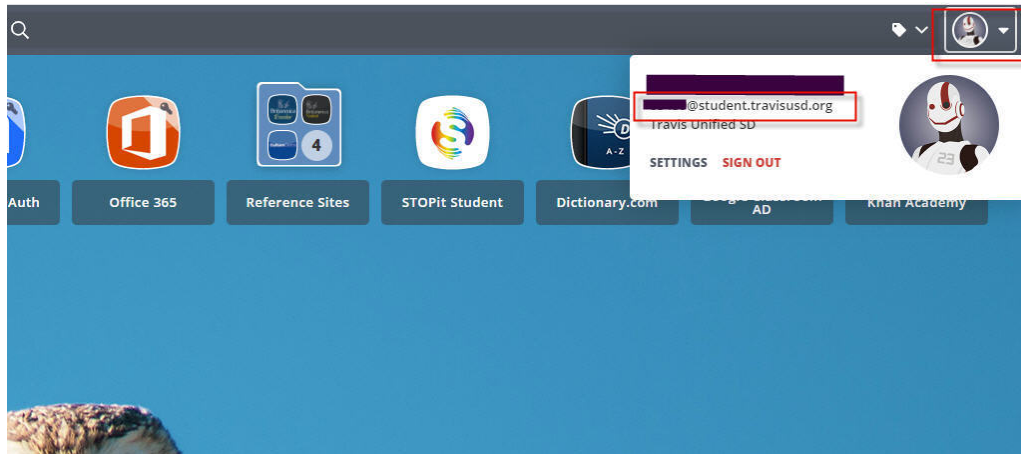 @student.travisusd.org
Travis Unified SD
SETTINGS SIGN OUT
23
4
D
A-Z
Auth
Office 365
Reference Sites
STOPit Student
Dictionary.com
AD
Khan Academy